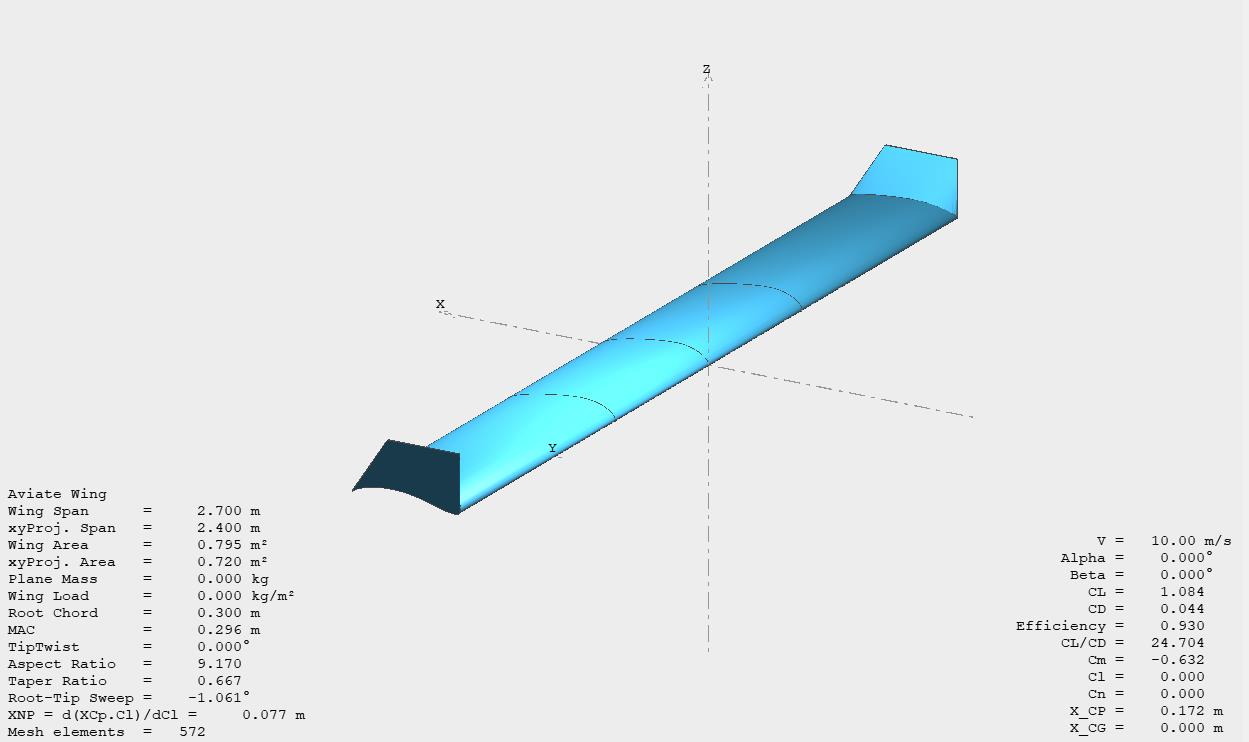 Z
X
Y
Aviate Wing
Wing Span = 2.700 m
xyProj. Span = 2.400 m
Wing Area = 0.795 m²
xyProj. Area = 0.720 m²
Plane Mass = 0.000 kg
Wing Load = 0.000 kg/m²
Root Chord = 0.300 m
MAC = 0.296 m
TipTwist = 0.000°
Aspect Ratio = 9.170
Taper Ratio = 0.667
Root-Tip Sweep = -1.061°
XNP = d(XCp.Cl)/dCl = 0.077 m
Mesh elements = 572
V = 10.00 m/s
Alpha = 0.000°
Beta = 0.000°
CL = 1.084
CD = 0.044
Efficiency = 0.930
CL/CD = 24.704
Cm = -0.632
Cl = 0.000
Cn = 0.000
X_CP = 0.172 m
X_CG = 0.000 m